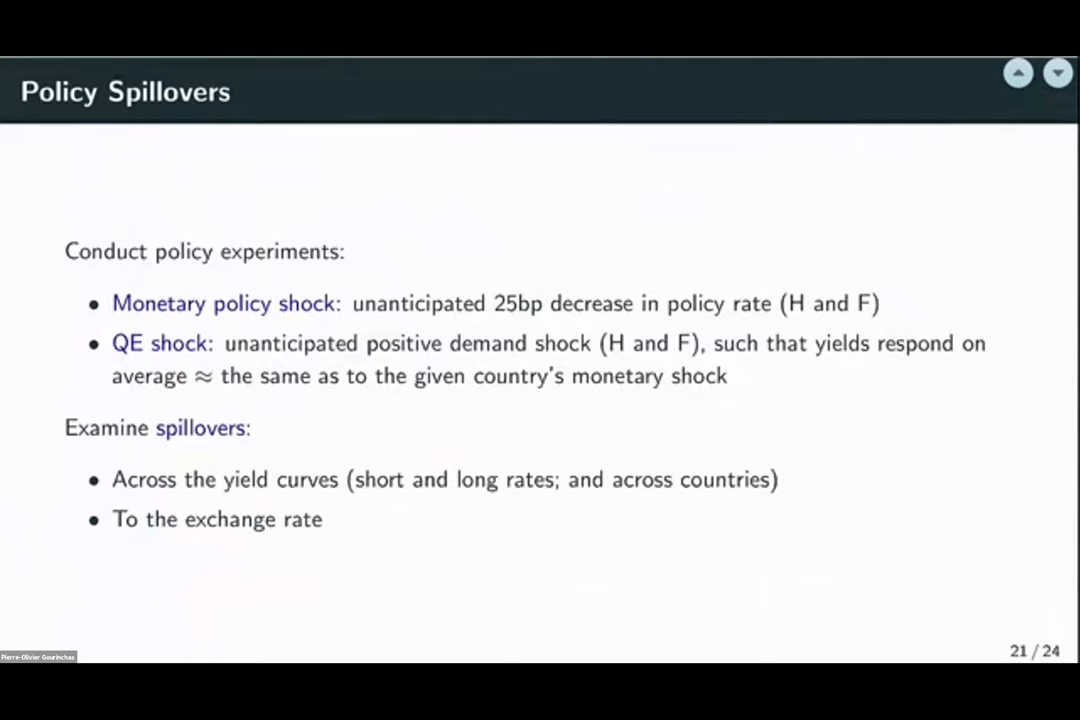 Policy Spillovers
Conduct policy experiments:
• Monetary policy shock: unanticipated 25bp decrease in policy rate (H and F)
• QE shock: unanticipated positive demand shock (H and F), such that yields respond on
average ≈ the same as to the given country's monetary shock
Examine spillovers:
• Across the yield curves (short and long rates; and across countries)
• To the exchange rate
21 / 24
Pierre-Olivier Gourinchas